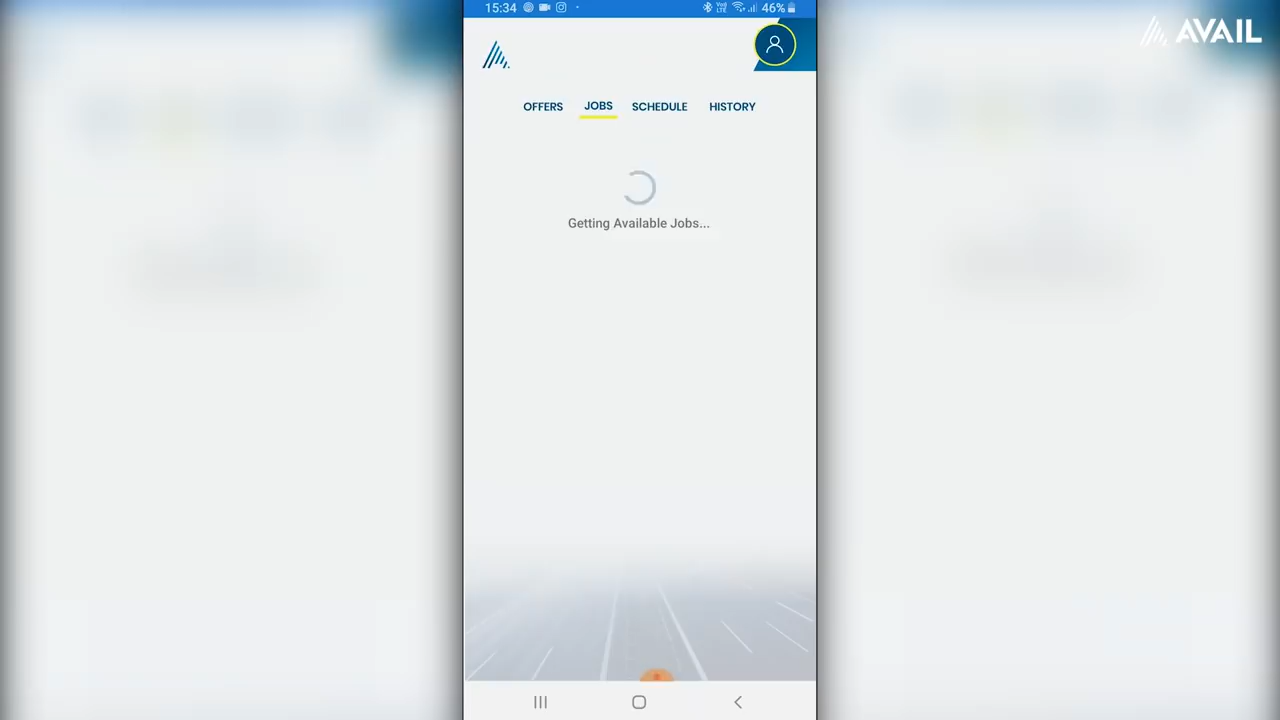 15:34
46%
AVAIL
OFFERS JOBS SCHEDULE HISTORY
Getting Available Jobs...